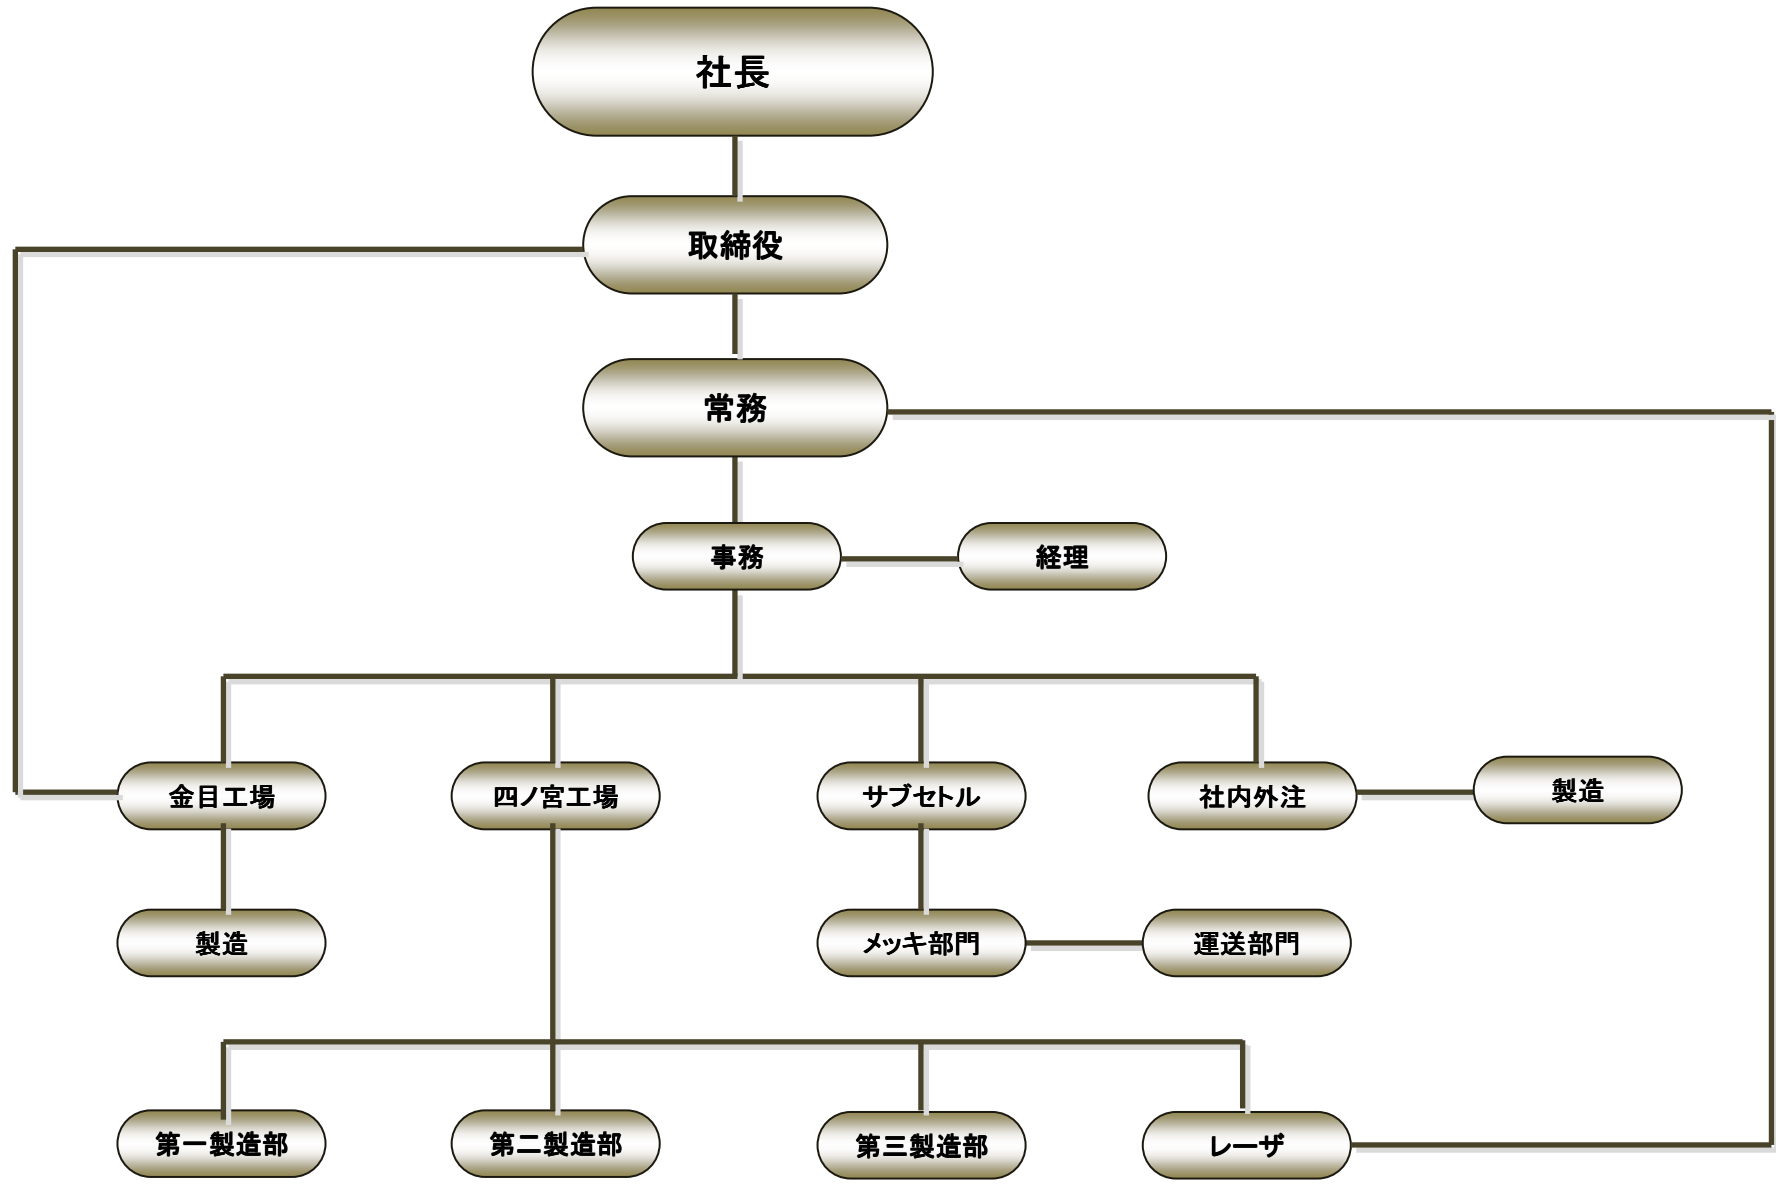 社長
取締役
常務
事務
経理
金目工場
四ノ宮工場
サブセトル
社内外注
製造
製造
メッキ部門
運送部門
第一製造部
第二製造部
第三製造部
レーザ